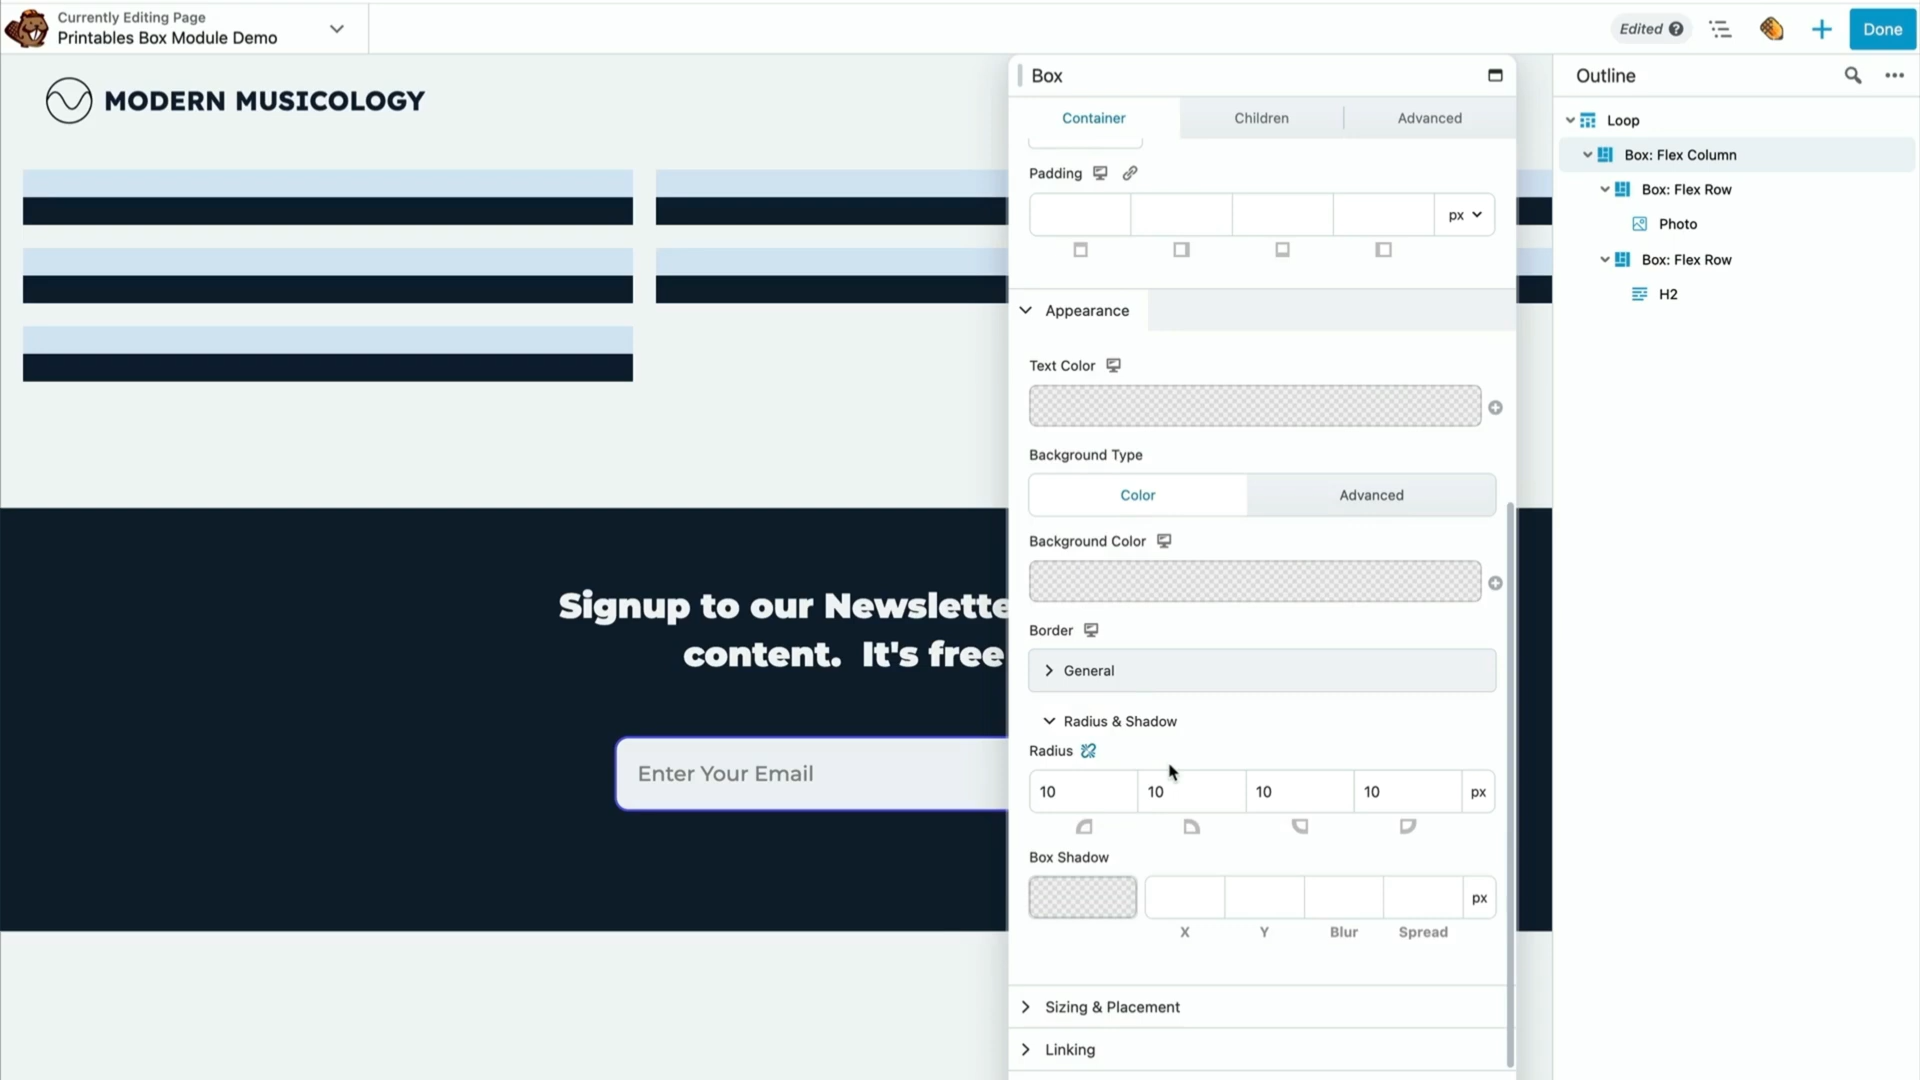 Currently Editing Page
Printables Box Module Demo
Edited
Done
MODERN MUSICOLOGY
Signup to our Newslette
content. It's free
Enter Your Email
Box
Container
Children
Advanced
Padding
px
Appearance
Text Color
Background Type
Color
Advanced
Background Color
Border
General
Radius & Shadow
Radius
10
10
10
10
px
Box Shadow
px
X
Y
Blur
Spread
Sizing & Placement
Linking
Outline
Loop
Box: Flex Column
Box: Flex Row
Photo
Box: Flex Row
H2